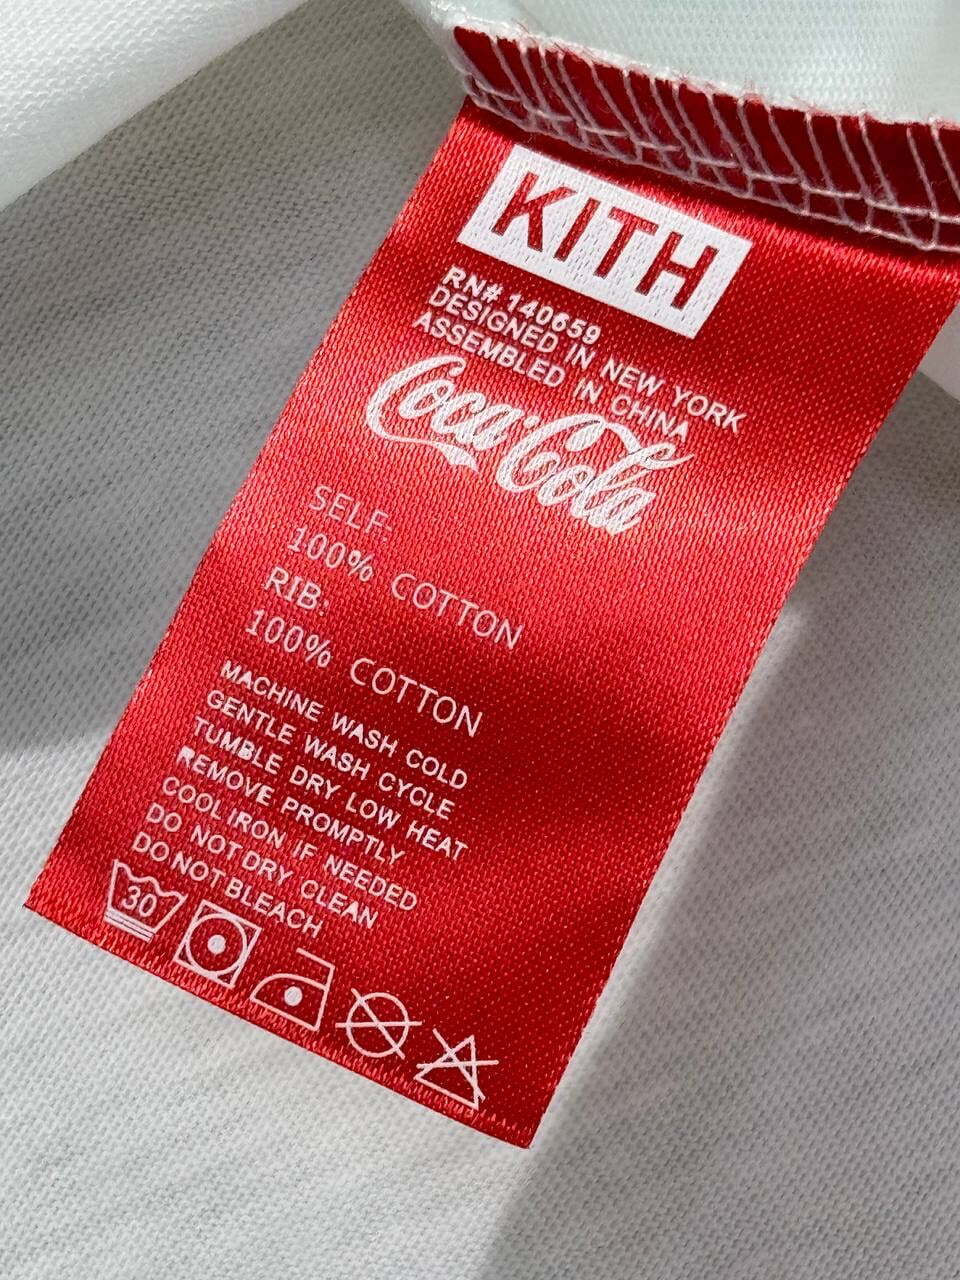 KITH
RN# 140659
DESIGNED IN NEW YORK
ASSEMBLED IN CHINA
Coca-Cola
SELF:
100% COTTON
RIB:
100% COTTON
MACHINE WASH COLD
GENTLE WASH CYCLE
TUMBLE DRY LOW HEAT
REMOVE PROMPTLY
COOL IRON IF NEEDED
DO NOT DRY CLEAN
DO NOT BLEACH
30